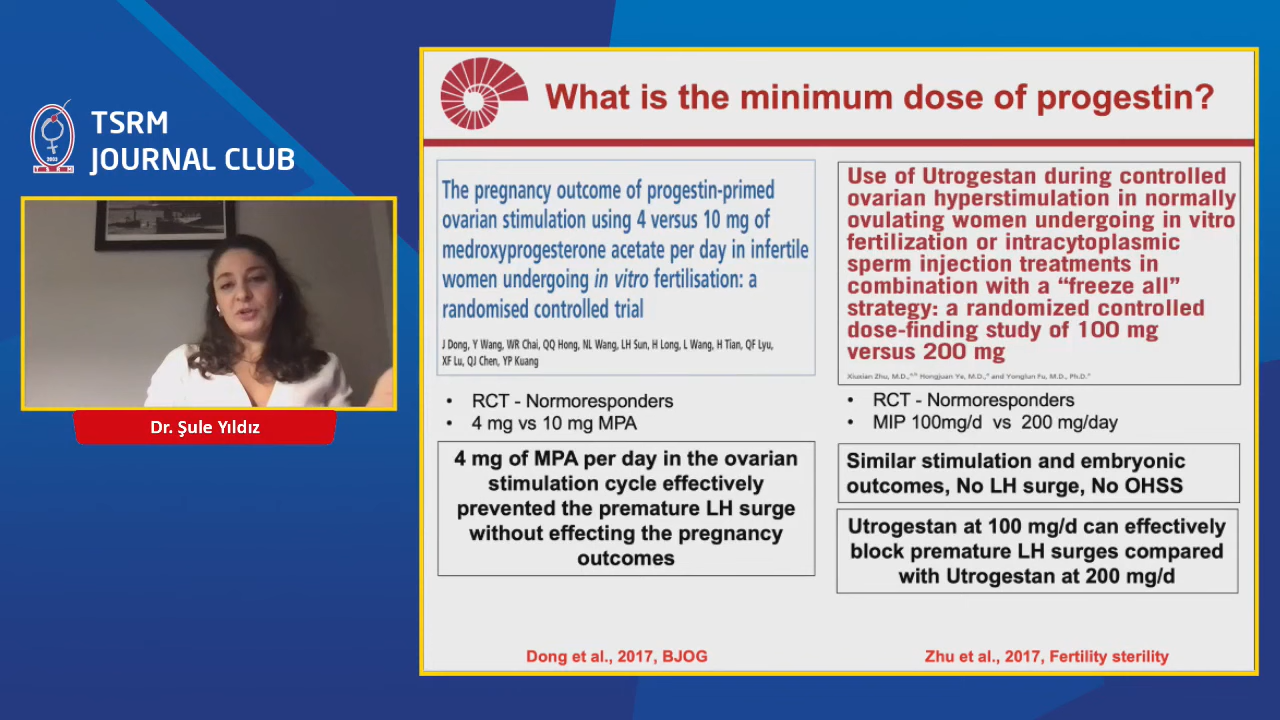 TSRM
JOURNAL CLUB
2003
T S R M
Dr. Şule Yıldız
What is the minimum dose of progestin?
The pregnancy outcome of progestin-primed
ovarian stimulation using 4 versus 10 mg of
medroxyprogesterone acetate per day in infertile
women undergoing in vitro fertilisation: a
randomised controlled trial
J Dong, Y Wang, WR Chai, QQ Hong, NL Wang, LH Sun, H Long, L Wang, H Tian, QF Lyu,
XF Lu, QJ Chen, YP Kuang
• RCT - Normoresponders
• 4 mg vs 10 mg MPA
4 mg of MPA per day in the ovarian
stimulation cycle effectively
prevented the premature LH surge
without effecting the pregnancy
outcomes
Dong et al., 2017, BJOG
Use of Utrogestan during controlled
ovarian hyperstimulation in normally
ovulating women undergoing in vitro
fertilization or intracytoplasmic
sperm injection treatments in
combination with a “freeze all”
strategy: a randomized controlled
dose-finding study of 100 mg
versus 200 mg
Xiuxian Zhu, M.D., Hongjuan Ye, M.D., and Yonglun Fu, M.D., Ph.D.
• RCT - Normoresponders
• MIP 100mg/d vs 200 mg/day
Similar stimulation and embryonic
outcomes, No LH surge, No OHSS
Utrogestan at 100 mg/d can effectively
block premature LH surges compared
with Utrogestan at 200 mg/d
Zhu et al., 2017, Fertility sterility